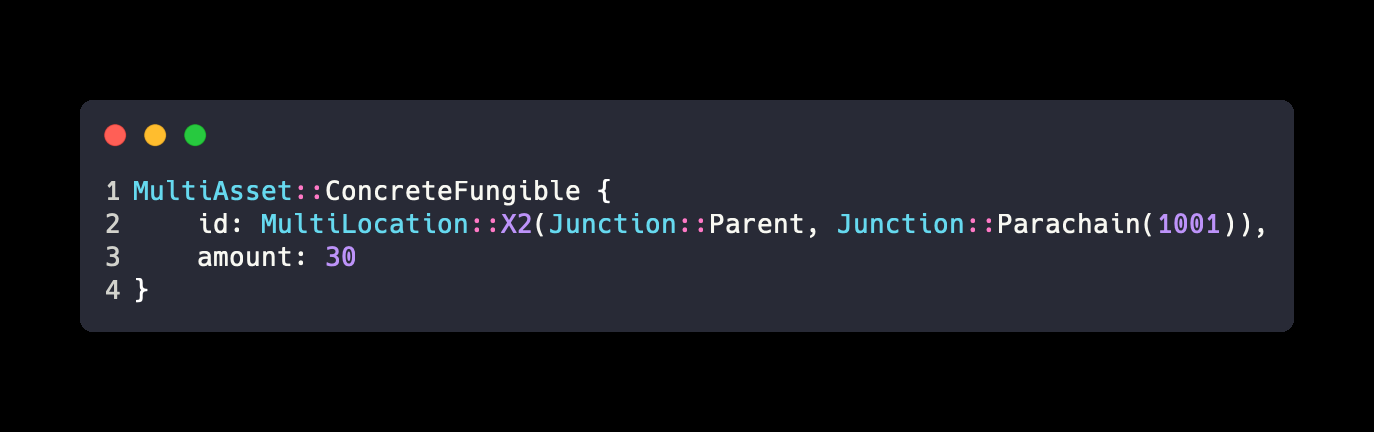 1 MultiAsset::ConcreteFungible {
2     id: MultiLocation::X2(Junction::Parent, Junction::Parachain(1001)),
3     amount: 30
4 }